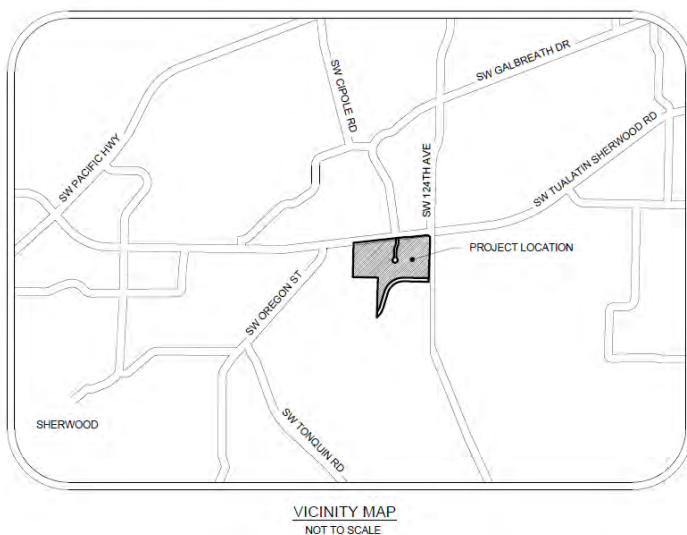 SW GALBREATH DR
SW CIPOLE RD
SW PACIFIC HWY
SW 124TH AVE
SW TUALATIN SHERWOOD RD
PROJECT LOCATION
SW OREGON ST
SHERWOOD
SW TONQUIN RD
VICINITY MAP
NOT TO SCALE